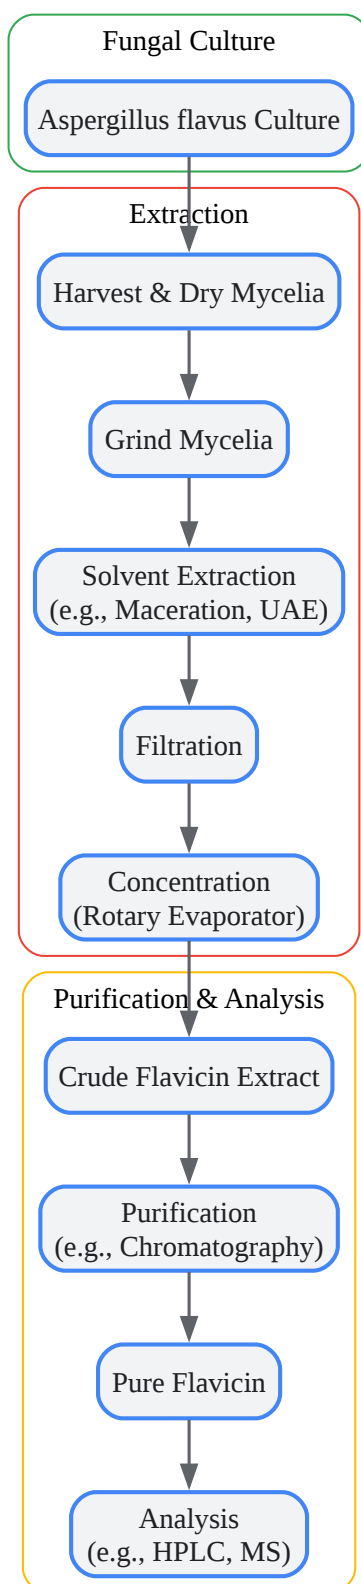 Fungal Culture
Aspergillus flavus Culture
Extraction
Harvest & Dry Mycelia
Grind Mycelia
Solvent Extraction
(e.g., Maceration, UAE)
Filtration
Concentration
(Rotary Evaporator)
Purification & Analysis
Crude Flavicin Extract
Purification
(e.g., Chromatography)
Pure Flavicin
Analysis
(e.g., HPLC, MS)